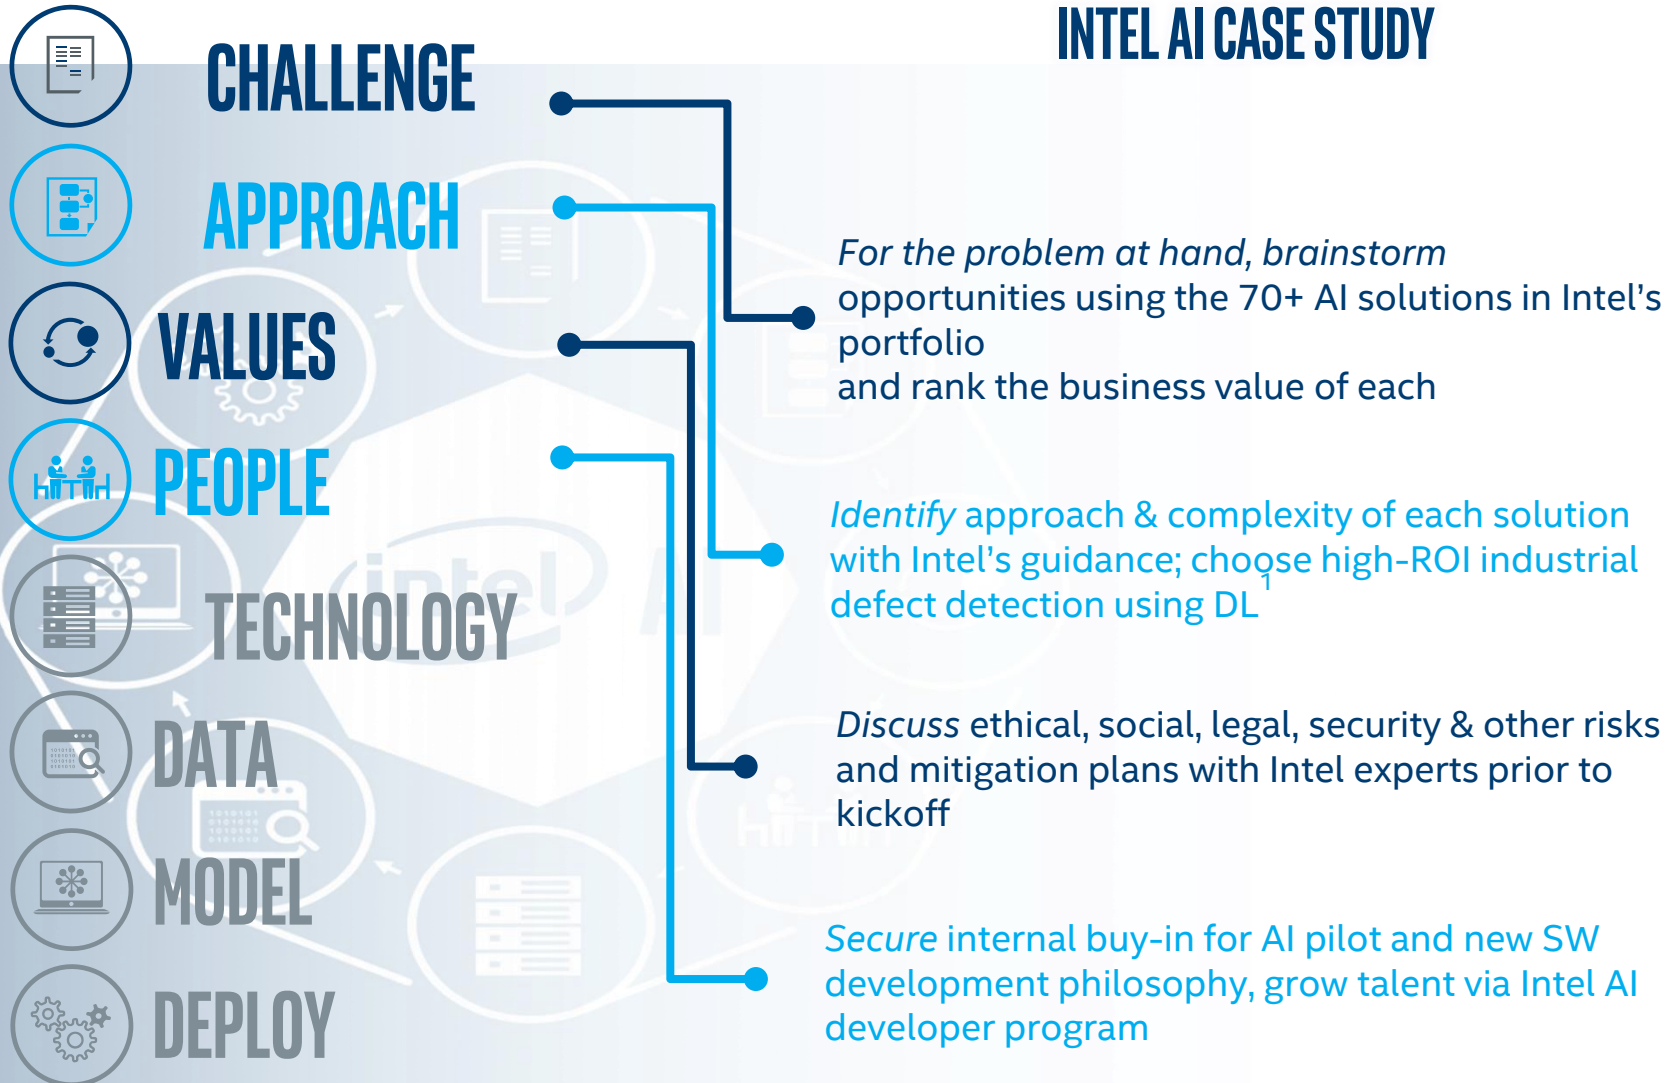 INTEL AI CASE STUDY
CHALLENGE
APPROACH
VALUES
PEOPLE
TECHNOLOGY
DATA
MODEL
DEPLOY
For the problem at hand, brainstorm
opportunities using the 70+ AI solutions in Intel’s
portfolio
and rank the business value of each
Identify approach & complexity of each solution
with Intel’s guidance; choose high-ROI industrial
defect detection using DL1
Discuss ethical, social, legal, security & other risks
and mitigation plans with Intel experts prior to
kickoff
Secure internal buy-in for AI pilot and new SW
development philosophy, grow talent via Intel AI
developer program
intel AI